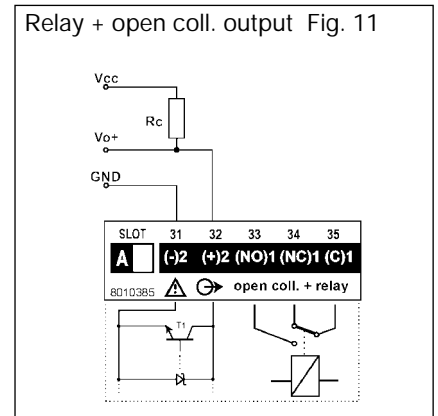 Relay + open coll. output Fig. 11
Vcc
Rc
Vo+
GND
SLOT 31 32 33 34 35
A (-)2 (+)2 (NO)1 (NC)1 (C)1
8010385 open coll. + relay
T1